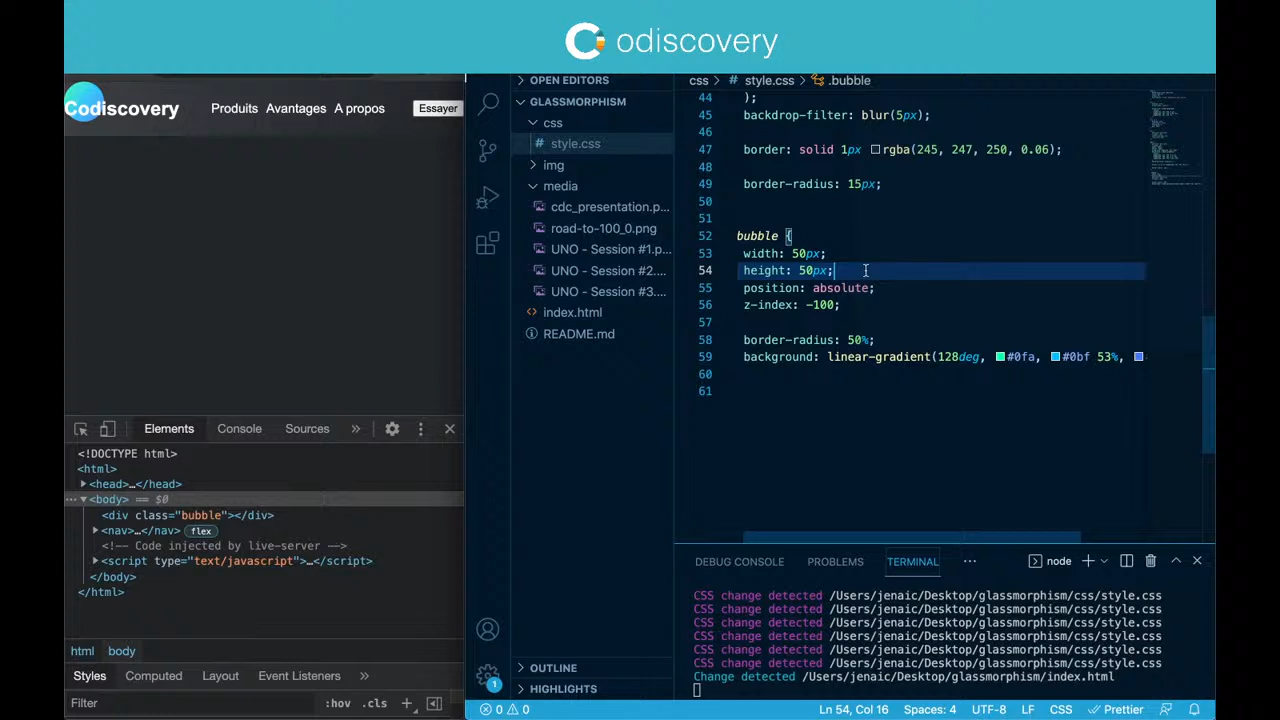 odiscovery
Codiscovery
Produits Avantages A propos
Essayer
OPEN EDITORS
GLASSMORPHISM
css
# style.css
img
media
cdc_presentation.p...
road-to-100_0.png
UNO - Session #1.p...
UNO - Session #2....
UNO - Session #3....
<> index.html
README.md
OUTLINE
HIGHLIGHTS
css > # style.css > .bubble
44 );
45 backdrop-filter: blur(5px);
46
47 border: solid 1px rgba(245, 247, 250, 0.06);
48
49 border-radius: 15px;
50
51
52 bubble {
53 width: 50px;
54 height: 50px;
55 position: absolute;
56 z-index: -100;
57
58 border-radius: 50%;
59 background: linear-gradient(128deg, #0fa, #0bf 53%,
60
61
Elements Console Sources »
<!DOCTYPE html>
<html>
<head>…</head>
<body> == $0
<div class="bubble"></div>
<nav>…</nav> flex
<!-- Code injected by live-server -->
<script type="text/javascript">…</script>
</body>
</html>
html body
Styles Computed Layout Event Listeners »
Filter :hov .cls +
DEBUG CONSOLE PROBLEMS TERMINAL ... node
CSS change detected /Users/jenaic/Desktop/glassmorphism/css/style.css
CSS change detected /Users/jenaic/Desktop/glassmorphism/css/style.css
CSS change detected /Users/jenaic/Desktop/glassmorphism/css/style.css
CSS change detected /Users/jenaic/Desktop/glassmorphism/css/style.css
CSS change detected /Users/jenaic/Desktop/glassmorphism/css/style.css
CSS change detected /Users/jenaic/Desktop/glassmorphism/css/style.css
Change detected /Users/jenaic/Desktop/glassmorphism/index.html
1
0 0 Ln 54, Col 16 Spaces: 4 UTF-8 LF CSS Prettier